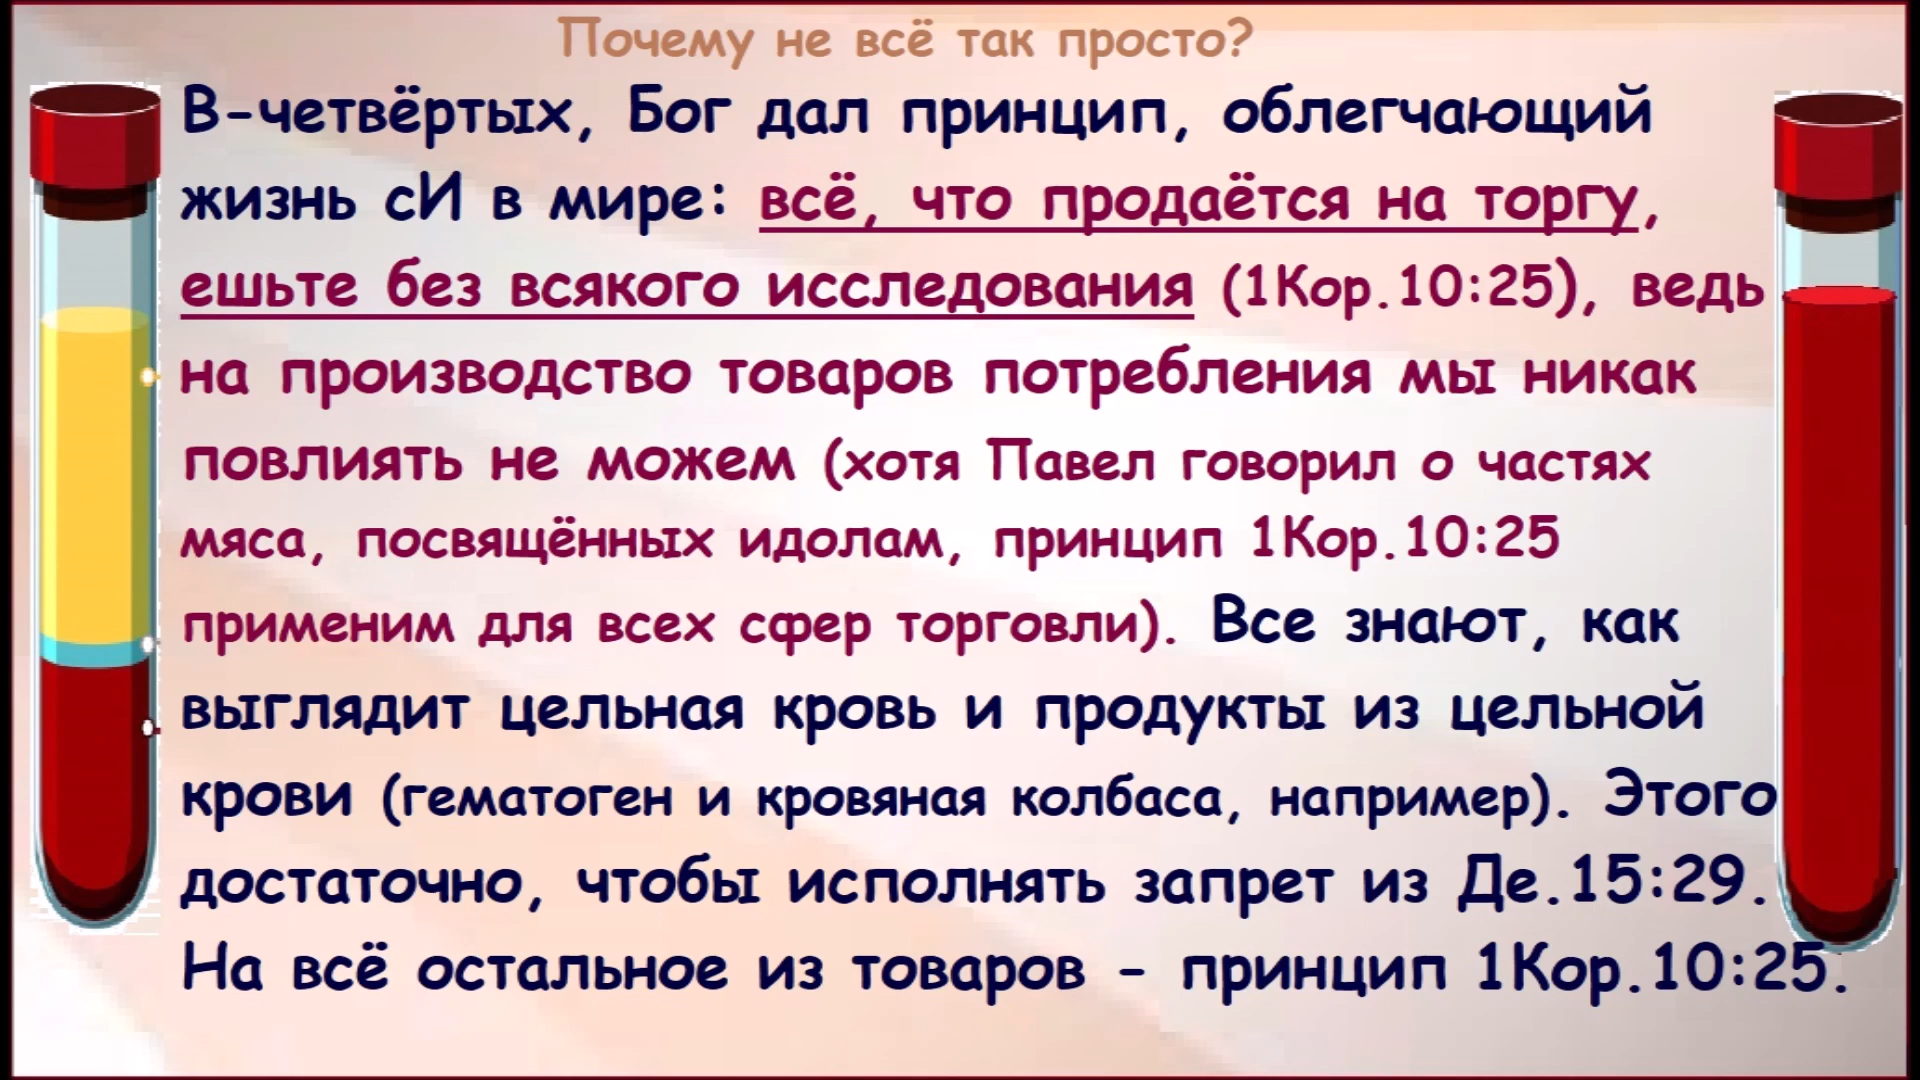 Почему не всё так просто?
В-четвёртых, Бог дал принцип, облегчающий
жизнь сИ в мире: всё, что продаётся на торгу,
ешьте без всякого исследования (1Кор.10:25), ведь
на производство товаров потребления мы никак
повлиять не можем (хотя Павел говорил о частях
мяса, посвящённых идолам, принцип 1Кор.10:25
применим для всех сфер торговли). Все знают, как
выглядит цельная кровь и продукты из цельной
крови (гематоген и кровяная колбаса, например). Этого
достаточно, чтобы исполнять запрет из Де.15:29.
На всё остальное из товаров - принцип 1Кор.10:25.